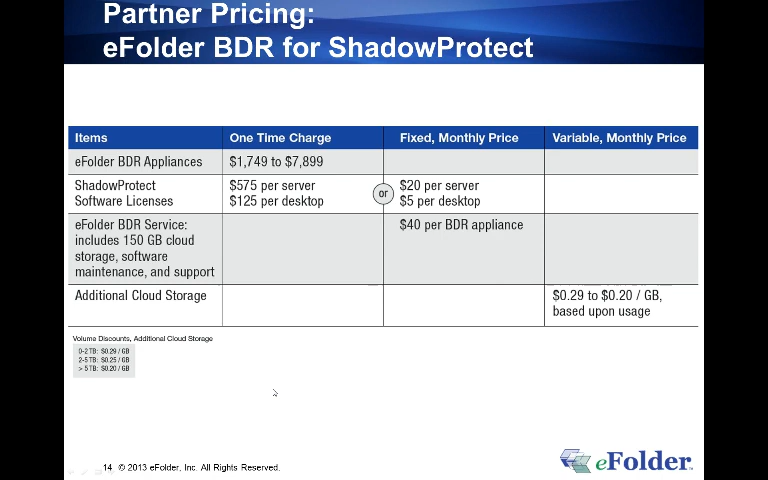 Partner Pricing:
eFolder BDR for ShadowProtect
Items
One Time Charge
Fixed, Monthly Price
Variable, Monthly Price
eFolder BDR Appliances
$1,749 to $7,899
ShadowProtect
Software Licenses
$575 per server
$125 per desktop
or
$20 per server
$5 per desktop
eFolder BDR Service:
includes 150 GB cloud
storage, software
maintenance, and support
$40 per BDR appliance
Additional Cloud Storage
$0.29 to $0.20 / GB,
based upon usage
Volume Discounts, Additional Cloud Storage
0-2 TB: $0.29 / GB
2-5 TB: $0.25 / GB
> 5 TB: $0.20 / GB
14 © 2013 eFolder, Inc. All Rights Reserved.
eFolder